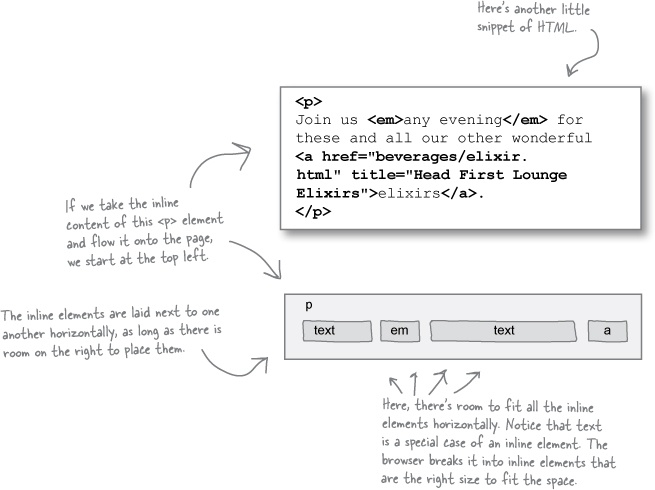 Here's another little
snippet of HTML.
<p>
Join us <em>any evening</em> for
these and all our other wonderful
<a href="beverages/elixir.
html" title="Head First Lounge
Elixirs">elixirs</a>.
</p>
If we take the inline
content of this <p> element
and flow it onto the page,
we start at the top left.
The inline elements are laid next to one
another horizontally, as long as there is
room on the right to place them.
p
text em text a
Here, there's room to fit all the inline
elements horizontally. Notice that text
is a special case of an inline element. The
browser breaks it into inline elements that
are the right size to fit the space.